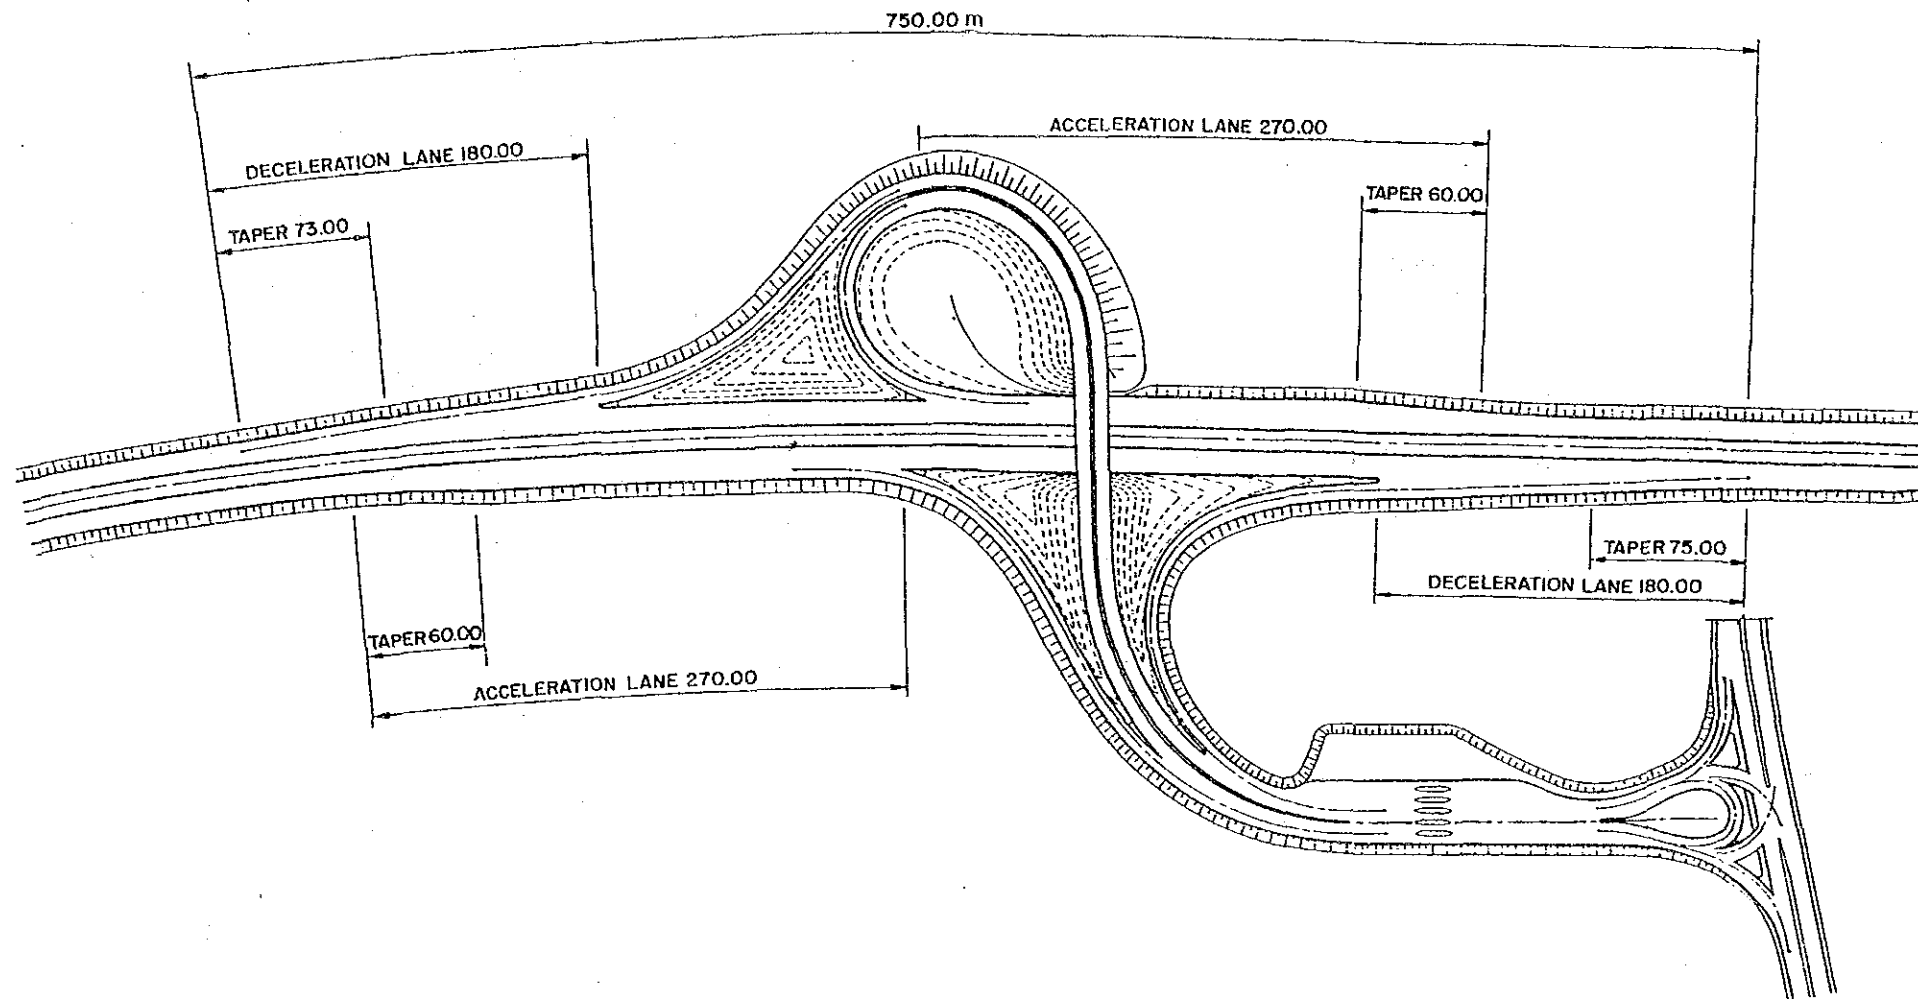 750.00 m
ACCELERATION LANE 270.00
DECELERATION LANE 180.00
TAPER 60.00
TAPER 73.00
TAPER 75.00
DECELERATION LANE 180.00
TAPER 60.00
ACCELERATION LANE 270.00